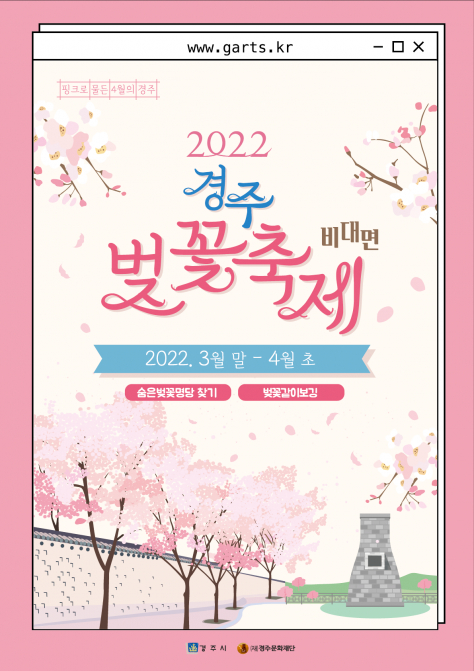 www.garts.kr
핑크로 물든 4월의 경주
2022
경주
벚꽃축제
비대면
2022. 3월 말 - 4월 초
숨은벚꽃명당 찾기
벚꽃같이보깅
경주시
(재)경주문화재단